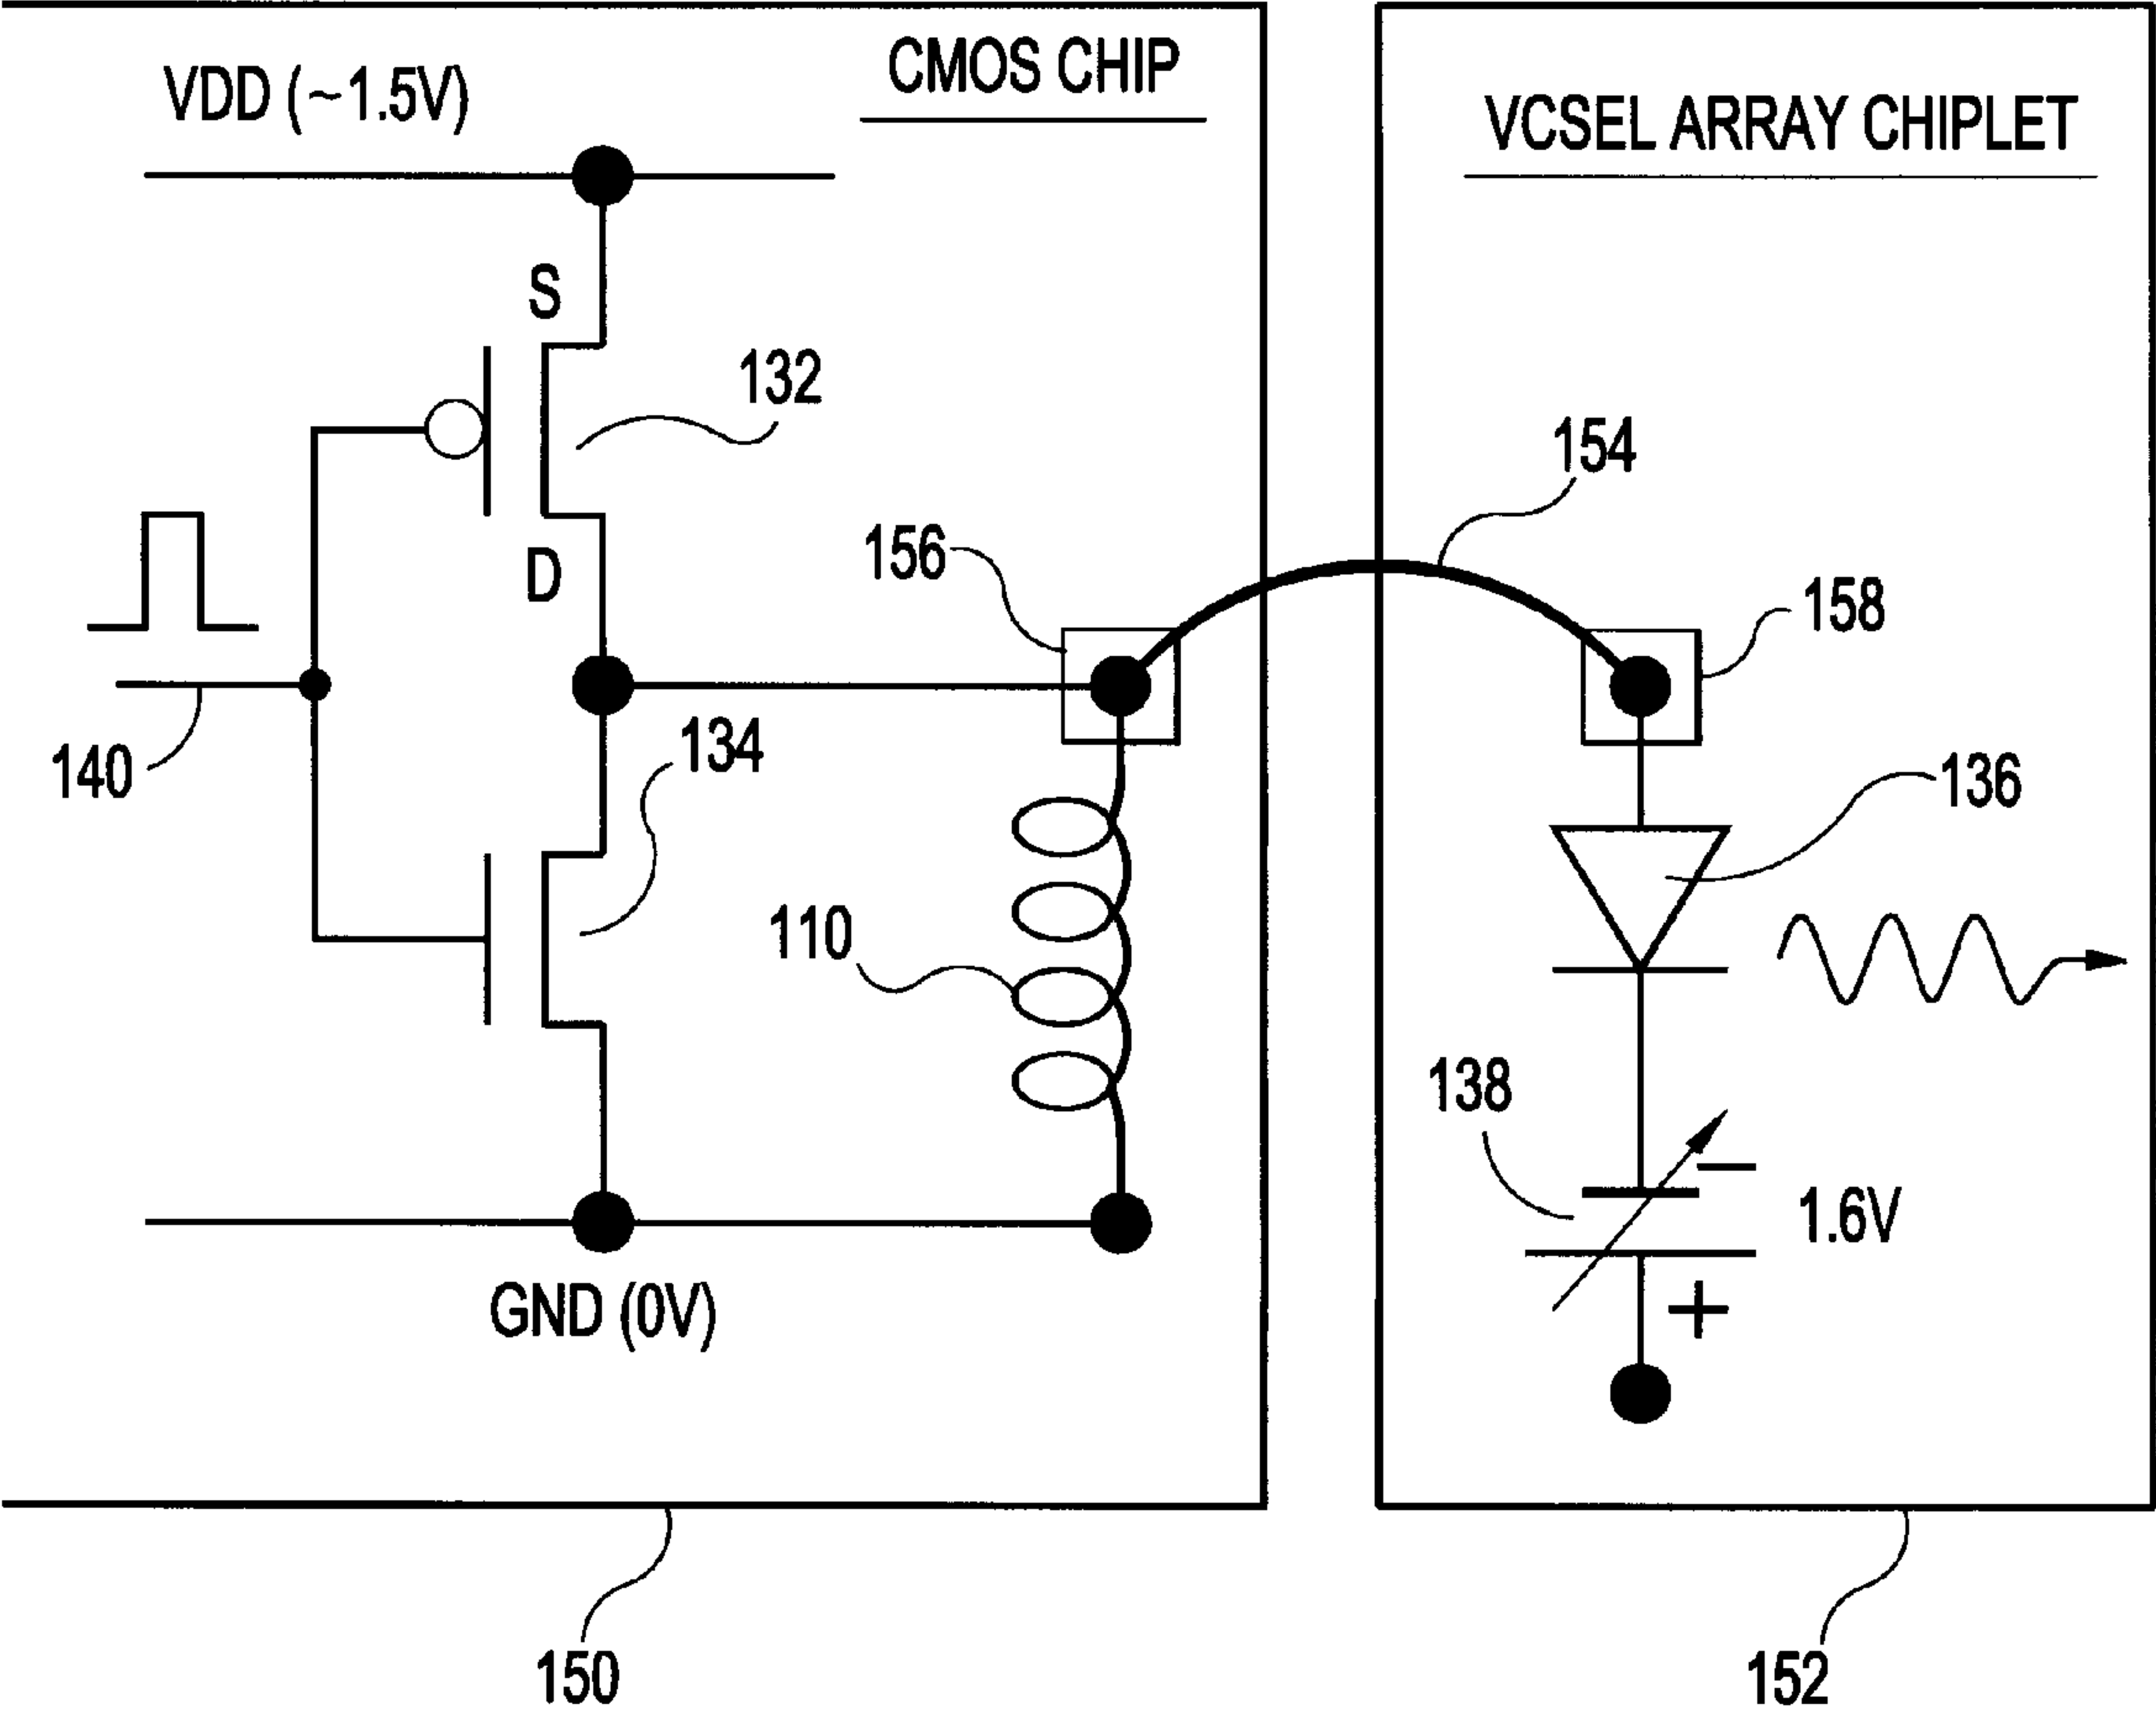 CMOS CHIP
VDD (~1.5V)
VCSEL ARRAY CHIPLET
S
132
154
156
D
158
134
140
136
110
138
−
1.6V
+
GND (0V)
150
152